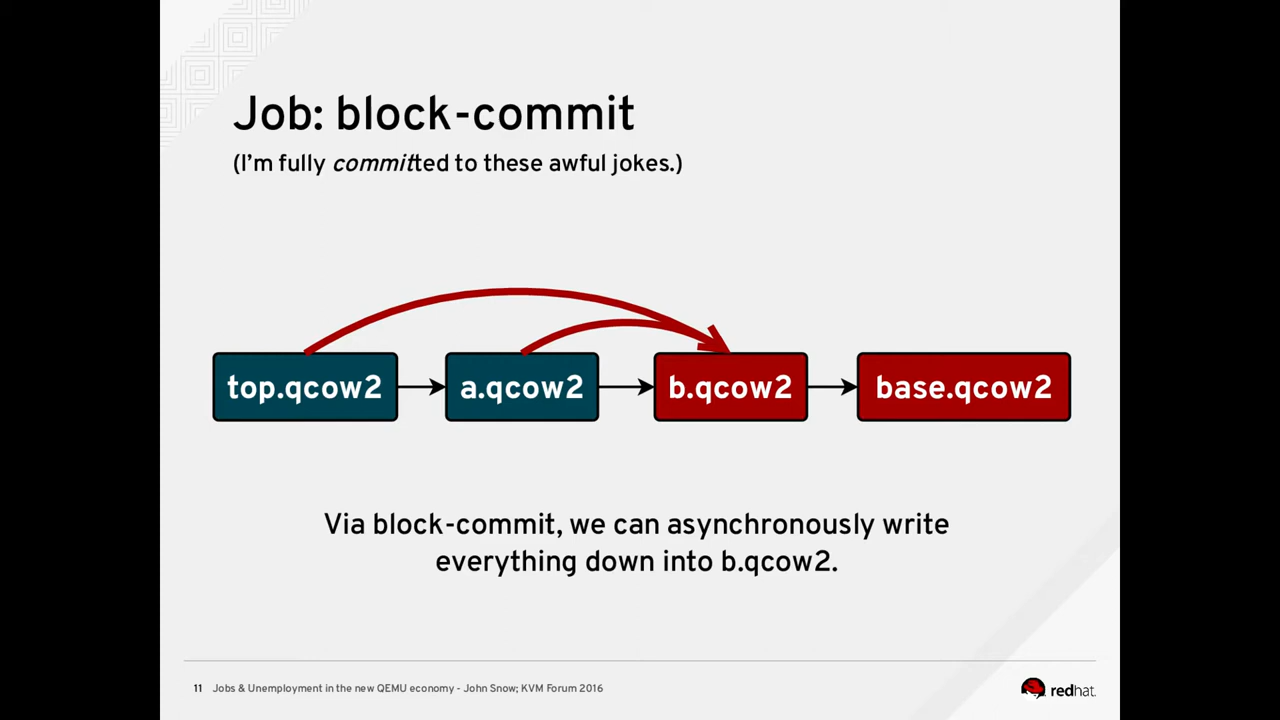 Job: block-commit
(I'm fully committed to these awful jokes.)
top.qcow2
a.qcow2
b.qcow2
base.qcow2
Via block-commit, we can asynchronously write
everything down into b.qcow2.
11 Jobs & Unemployment in the new QEMU economy - John Snow; KVM Forum 2016
redhat.